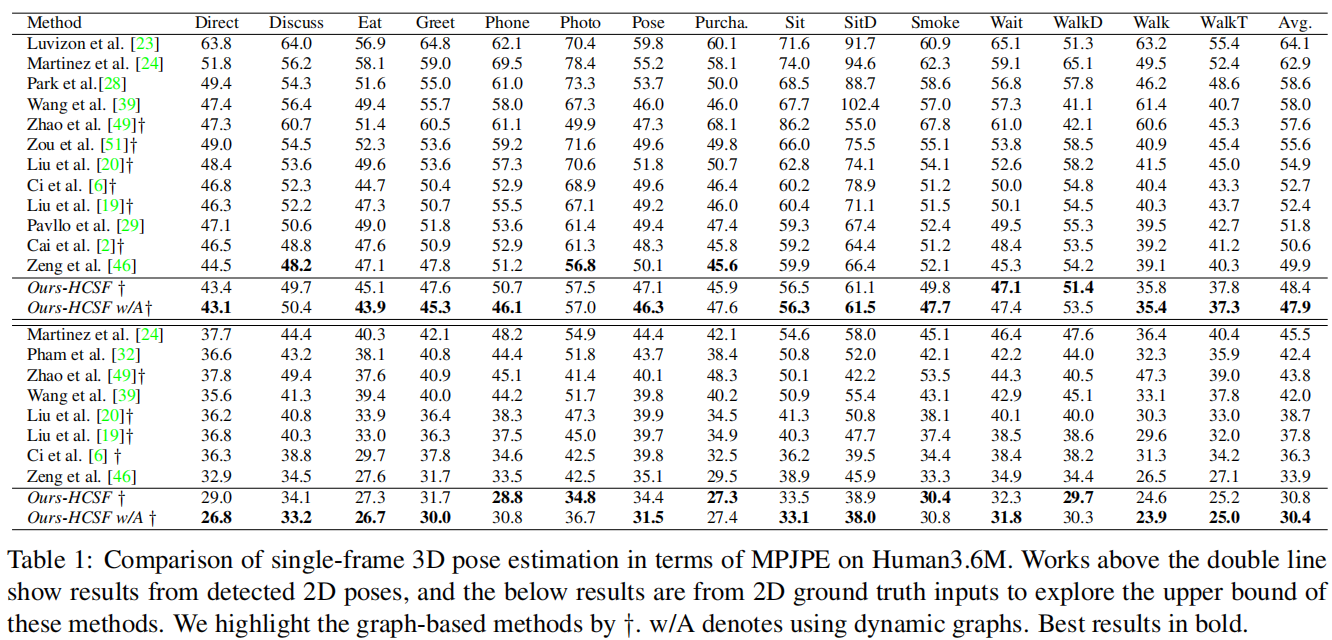 Method Direct Discuss Eat Greet Phone Photo Pose Purcha. Sit SitD Smoke Wait WalkD Walk WalkT Avg.
Luvizon et al. [23] 63.8 64.0 56.9 64.8 62.1 70.4 59.8 60.1 71.6 91.7 60.9 65.1 51.3 63.2 55.4 64.1
Martinez et al. [24] 51.8 56.2 58.1 59.0 69.5 78.4 55.2 58.1 74.0 94.6 62.3 59.1 65.1 49.5 52.4 62.9
Park et al.[28] 49.4 54.3 51.6 55.0 61.0 73.3 53.7 50.0 68.5 88.7 58.6 56.8 57.8 46.2 48.6 58.6
Wang et al. [39] 47.4 56.4 49.4 55.7 58.0 67.3 46.0 46.0 67.7 102.4 57.0 57.3 41.1 61.4 40.7 58.0
Zhao et al. [49]† 47.3 60.7 51.4 60.5 61.1 49.9 47.3 68.1 86.2 55.0 67.8 61.0 42.1 60.6 45.3 57.6
Zou et al. [51]† 49.0 54.5 52.3 53.6 59.2 71.6 49.6 49.8 66.0 75.5 55.1 53.8 58.5 40.9 45.4 55.6
Liu et al. [20]† 48.4 53.6 49.6 53.6 57.3 70.6 51.8 50.7 62.8 74.1 54.1 52.6 58.2 41.5 45.0 54.9
Ci et al. [6]† 46.8 52.3 44.7 50.4 52.9 68.9 49.6 46.4 60.2 78.9 51.2 50.0 54.8 40.4 43.3 52.7
Liu et al. [19]† 46.3 52.2 47.3 50.7 55.5 67.1 49.2 46.0 60.4 71.1 51.5 50.1 54.5 40.3 43.7 52.4
Pavllo et al. [29] 47.1 50.6 49.0 51.8 53.6 61.4 49.4 47.4 59.3 67.4 52.4 49.5 55.3 39.5 42.7 51.8
Cai et al. [2]† 46.5 48.8 47.6 50.9 52.9 61.3 48.3 45.8 59.2 64.4 51.2 48.4 53.5 39.2 41.2 50.6
Zeng et al. [46] 44.5 48.2 47.1 47.8 51.2 56.8 50.1 45.6 59.9 66.4 52.1 45.3 54.2 39.1 40.3 49.9
Ours-HCSF † 43.4 49.7 45.1 47.6 50.7 57.5 47.1 45.9 56.5 61.1 49.8 47.1 51.4 35.8 37.8 48.4
Ours-HCSF w/A† 43.1 50.4 43.9 45.3 46.1 57.0 46.3 47.6 56.3 61.5 47.7 47.4 53.5 35.4 37.3 47.9
Martinez et al. [24] 37.7 44.4 40.3 42.1 48.2 54.9 44.4 42.1 54.6 58.0 45.1 46.4 47.6 36.4 40.4 45.5
Pham et al. [32] 36.6 43.2 38.1 40.8 44.4 51.8 43.7 38.4 50.8 52.0 42.1 42.2 44.0 32.3 35.9 42.4
Zhao et al. [49]† 37.8 49.4 37.6 40.9 45.1 41.4 40.1 48.3 50.1 42.2 53.5 44.3 40.5 47.3 39.0 43.8
Wang et al. [39] 35.6 41.3 39.4 40.0 44.2 51.7 39.8 40.2 50.9 55.4 43.1 42.9 45.1 33.1 37.8 42.0
Liu et al. [20]† 36.2 40.8 33.9 36.4 38.3 47.3 39.9 34.5 41.3 50.8 38.1 40.1 40.0 30.3 33.0 38.7
Liu et al. [19]† 36.8 40.3 33.0 36.3 37.5 45.0 39.7 34.9 40.3 47.7 37.4 38.5 38.6 29.6 32.0 37.8
Ci et al. [6] † 36.3 38.8 29.7 37.8 34.6 42.5 39.8 32.5 36.2 39.5 34.4 38.4 38.2 31.3 34.2 36.3
Zeng et al. [46] 32.9 34.5 27.6 31.7 33.5 42.5 35.1 29.5 38.9 45.9 33.3 34.9 34.4 26.5 27.1 33.9
Ours-HCSF † 29.0 34.1 27.3 31.7 28.8 34.8 34.4 27.3 33.5 38.9 30.4 32.3 29.7 24.6 25.2 30.8
Ours-HCSF w/A † 26.8 33.2 26.7 30.0 30.8 36.7 31.5 27.4 33.1 38.0 30.8 31.8 30.3 23.9 25.0 30.4
Table 1: Comparison of single-frame 3D pose estimation in terms of MPJPE on Human3.6M. Works above the double line
show results from detected 2D poses, and the below results are from 2D ground truth inputs to explore the upper bound of
these methods. We highlight the graph-based methods by †. w/A denotes using dynamic graphs. Best results in bold.